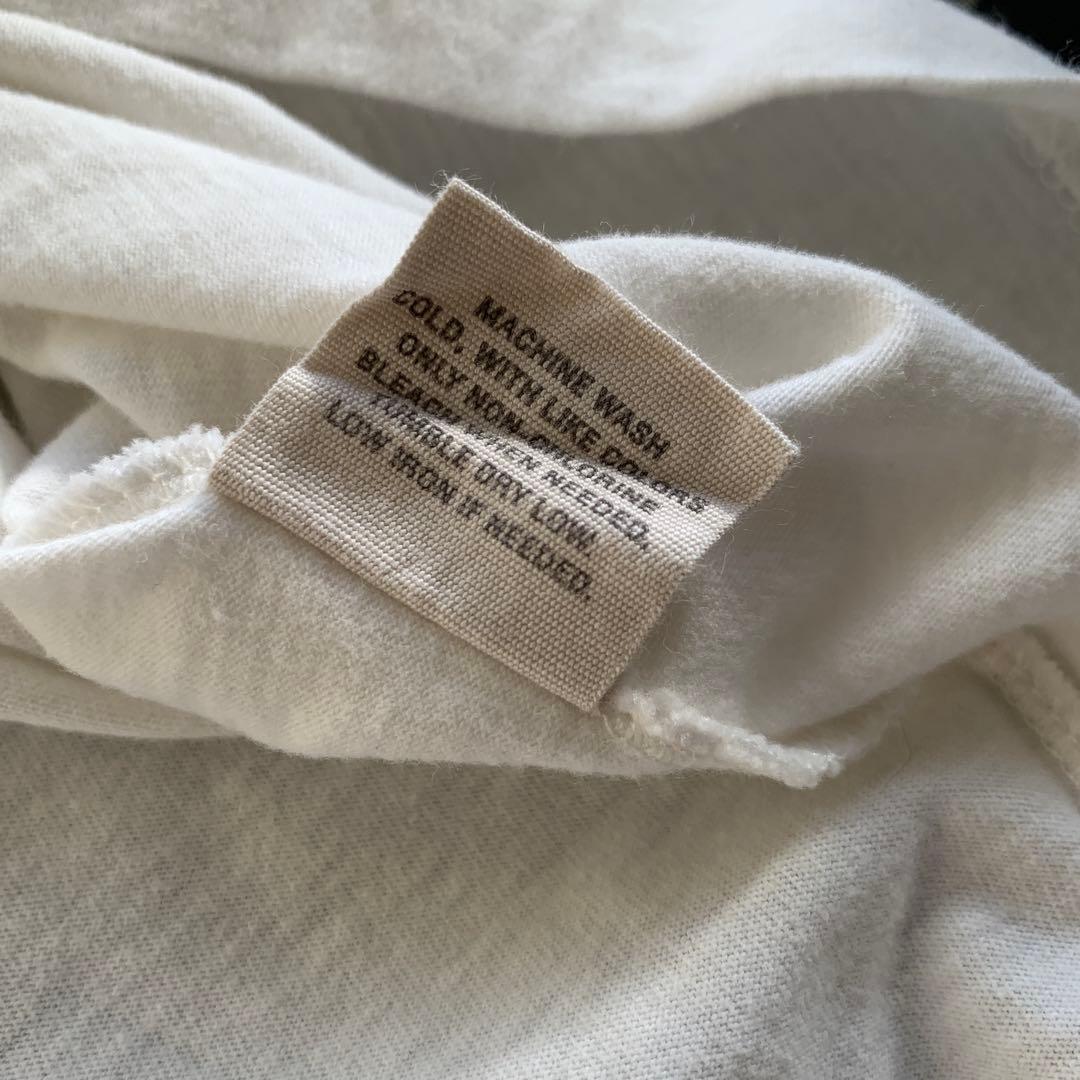 MACHINE WASH
COLD, WITH LIKE COLORS
ONLY NON-CHLORINE
BLEACH WHEN NEEDED.
TUMBLE DRY LOW.
LOW IRON IF NEEDED.